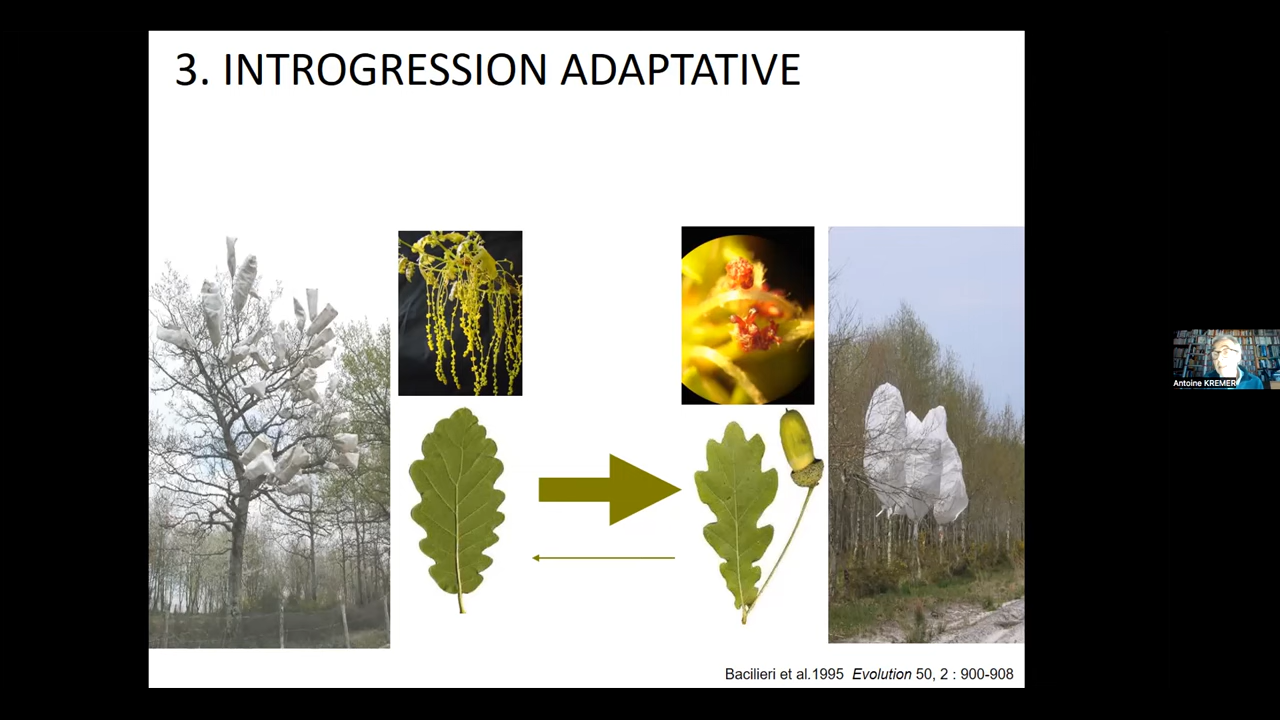 3. INTROGRESSION ADAPTATIVE
Antoine KREMER
Bacilieri et al.1995 Evolution 50, 2 : 900-908